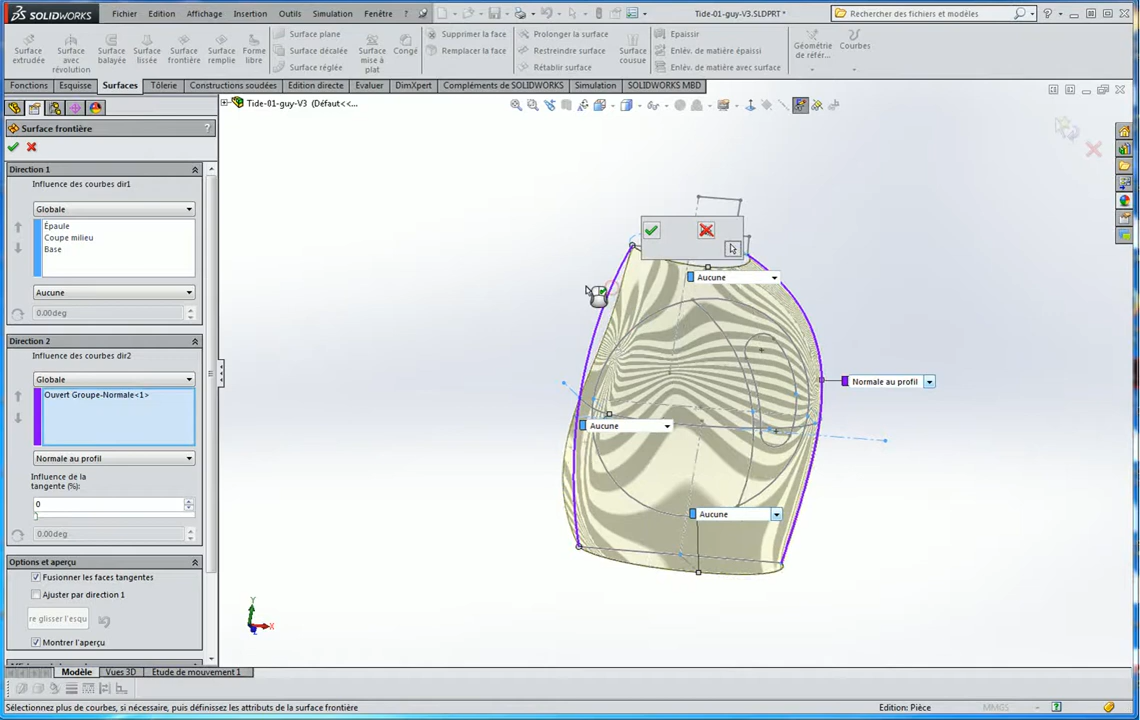 SOLIDWORKS
Fichier Edition Affichage Insertion Outils Simulation Fenêtre
Tide-01-guy-V3.SLDPRT *
Rechercher des fichiers et modèles
Surface extrudée
Surface avec révolution
Surface balayée
Surface lissée
Surface frontière
Forme libre
Surface plane
Surface décalée
Surface réglée
Surface mise à plat
Congé
Supprimer la face
Remplacer la face
Prolonger la surface
Restreindre surface
Rétablir surface
Surface cousue
Epaissir
Enlèv. de matière épaissi
Enlèv. de matière avec surface
Géométrie de référ...
Courbes
Fonctions Esquisse Surfaces Tôlerie Constructions soudées Edition directe Evaluer DimXpert Compléments de SOLIDWORKS Simulation SOLIDWORKS MBD
Tide-01-guy-V3 (Défaut<<...
Surface frontière ?
Direction 1
Influence des courbes dir1
Globale
Épaule
Coupe milieu
Base
Aucune
0.00deg
Direction 2
Influence des courbes dir2
Globale
Ouvert Groupe-Normale<1>
Normale au profil
Influence de la tangente (%):
0
0.00deg
Options et aperçu
Fusionner les faces tangentes
Ajuster par direction 1
re glisser l'esqu
Montrer l'aperçu
Aucune
Normale au profil
Aucune
Aucune
Y
X
Z
Modèle Vues 3D Etude de mouvement 1
Sélectionnez plus de courbes, si nécessaire, puis définissez les attributs de la surface frontière
Edition: Pièce
MMGS